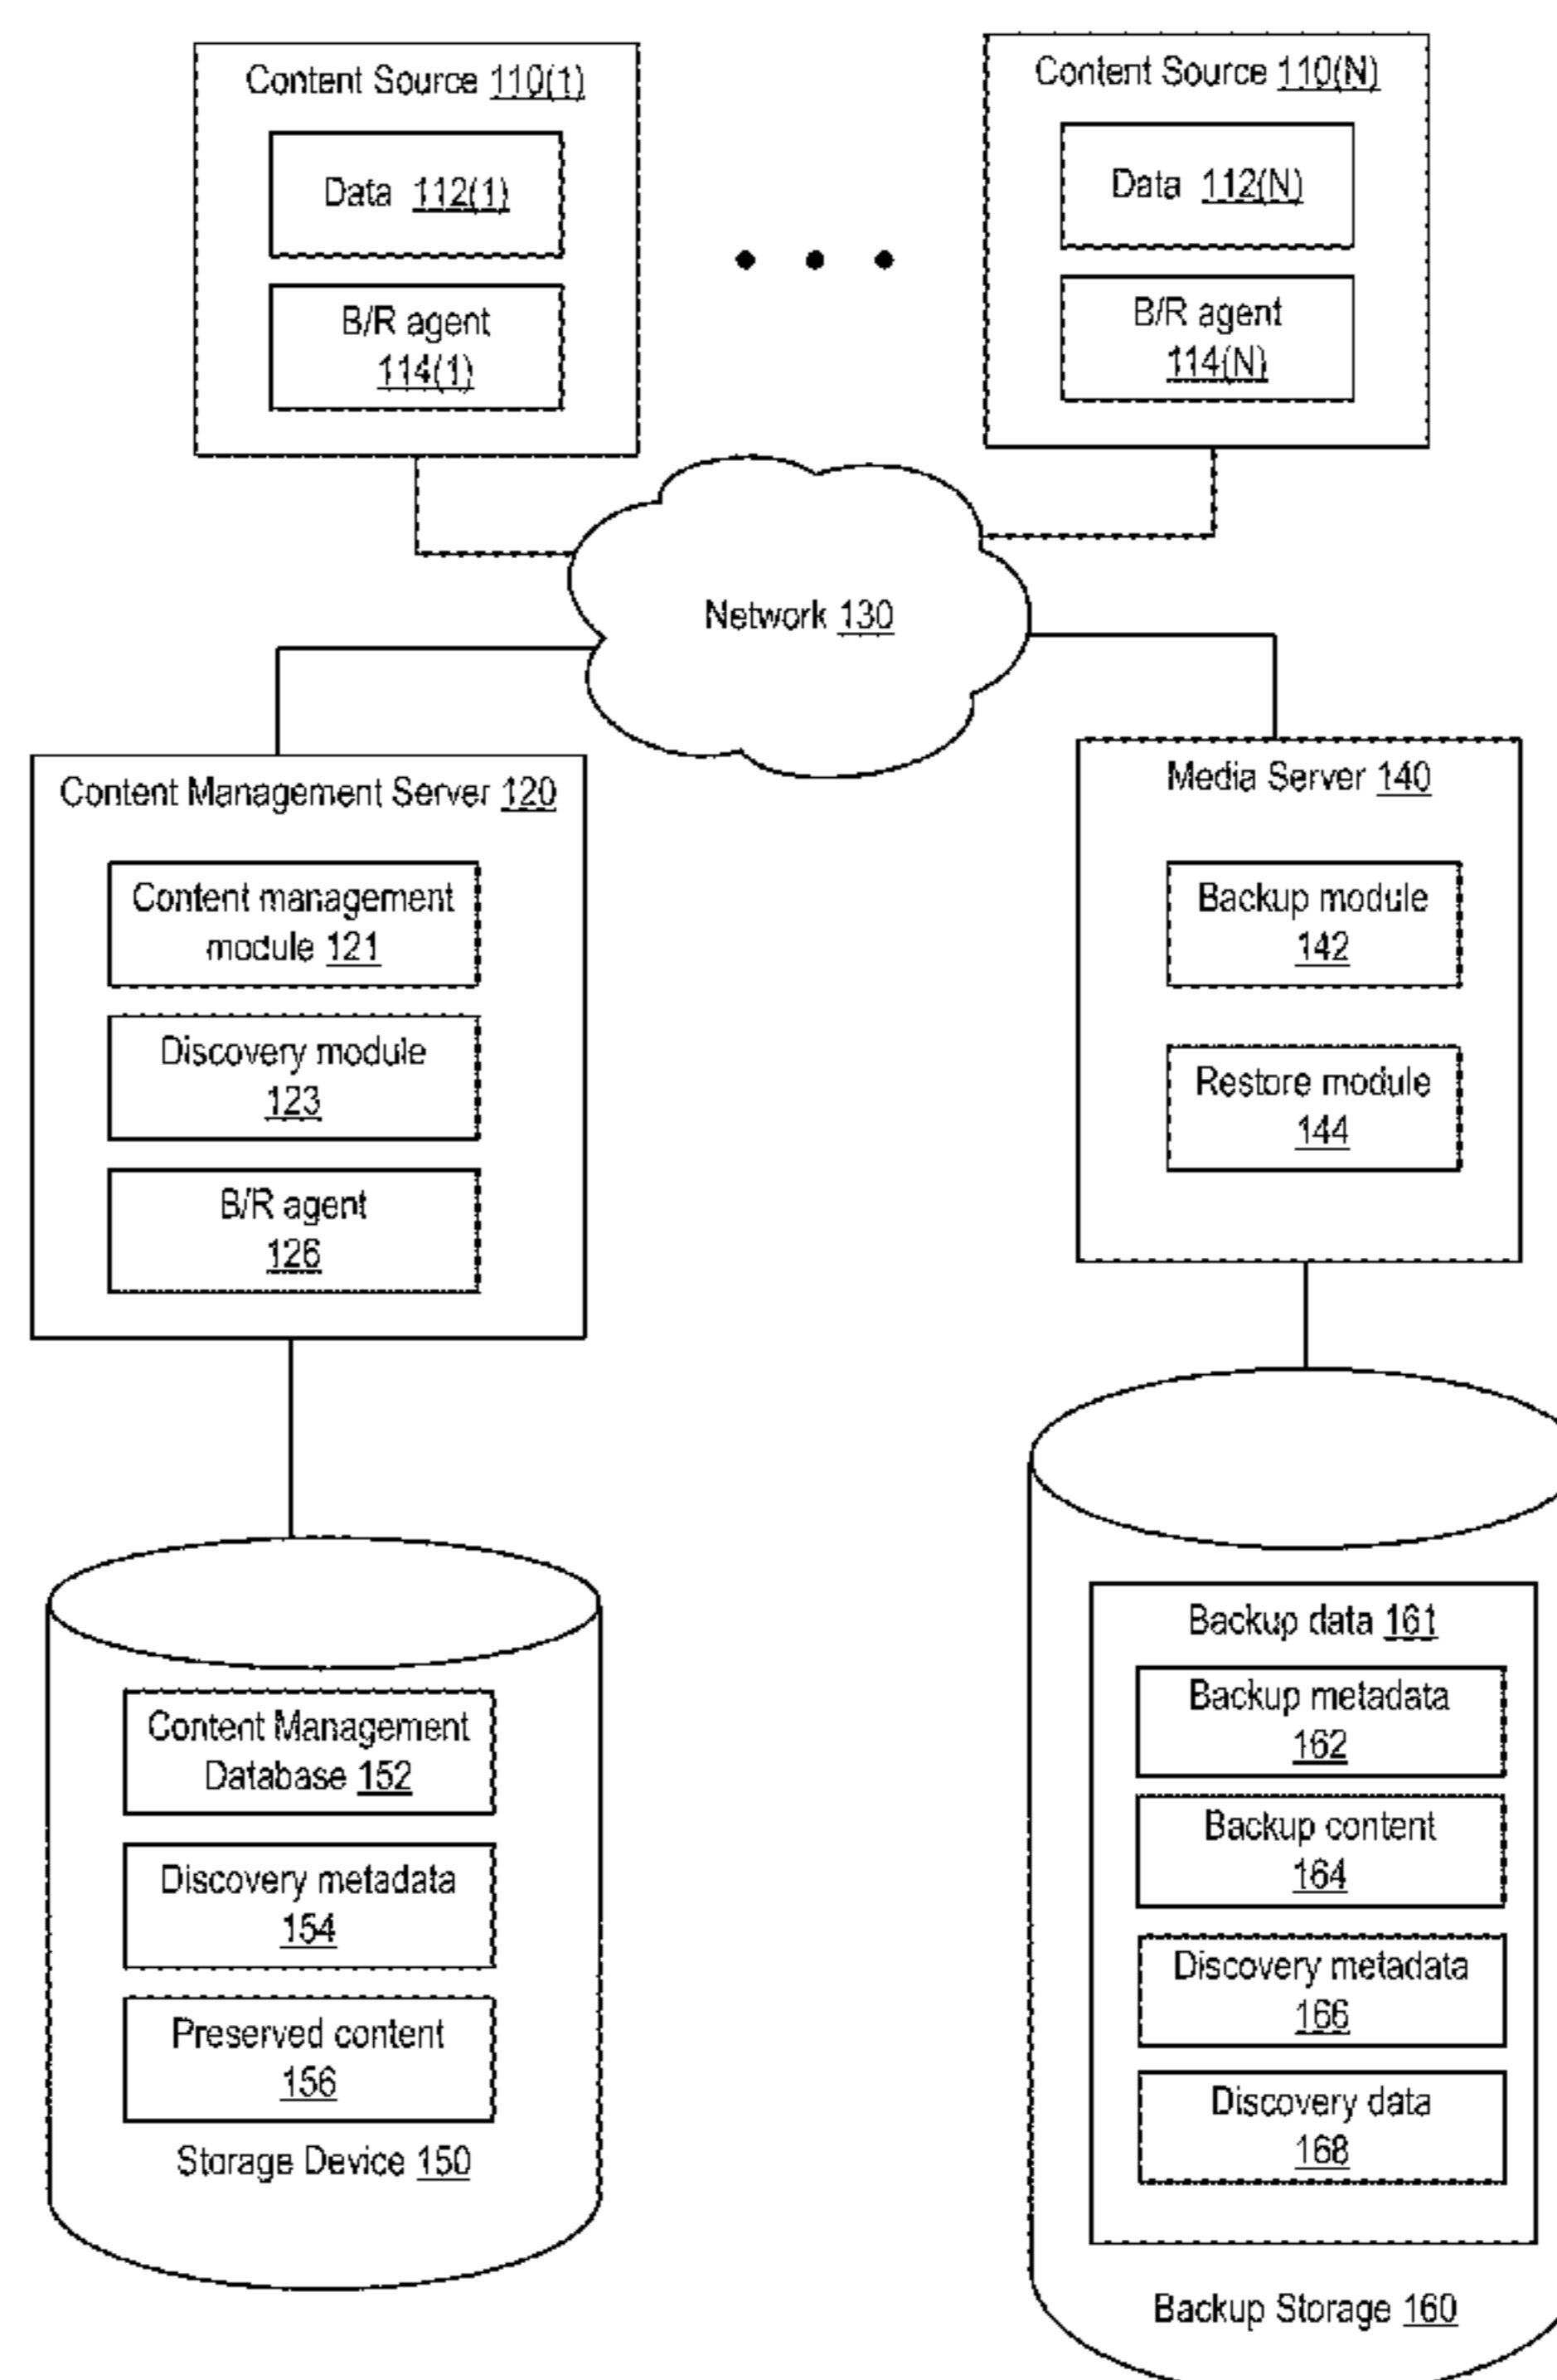 Content Source 110(1)
Data 112(1)
B/R agent
114(1)
Content Source 110(N)
Data 112(N)
B/R agent
114(N)
Network 130
Content Management Server 120
Content management
module 121
Discovery module
123
B/R agent
126
Media Server 140
Backup module
142
Restore module
144
Content Management
Database 152
Discovery metadata
154
Preserved content
156
Storage Device 150
Backup data 161
Backup metadata
162
Backup content
164
Discovery metadata
166
Discovery data
168
Backup Storage 160